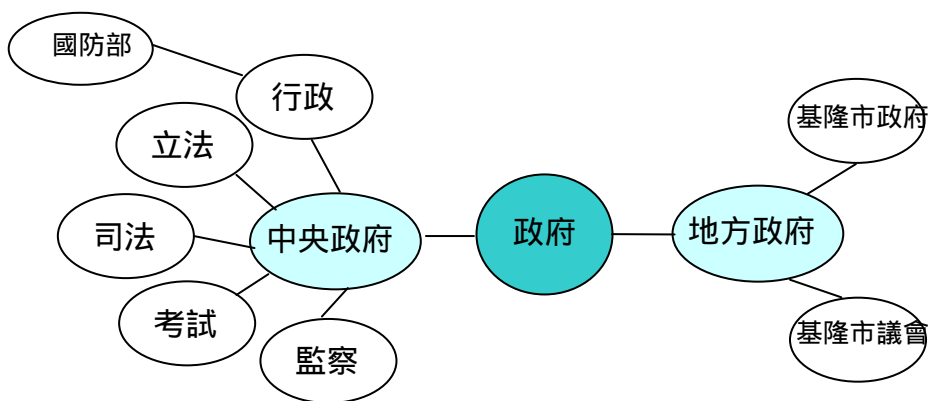 國防部
行政
立法
司法
中央政府
考試
監察
政府
地方政府
基隆市政府
基隆市議會